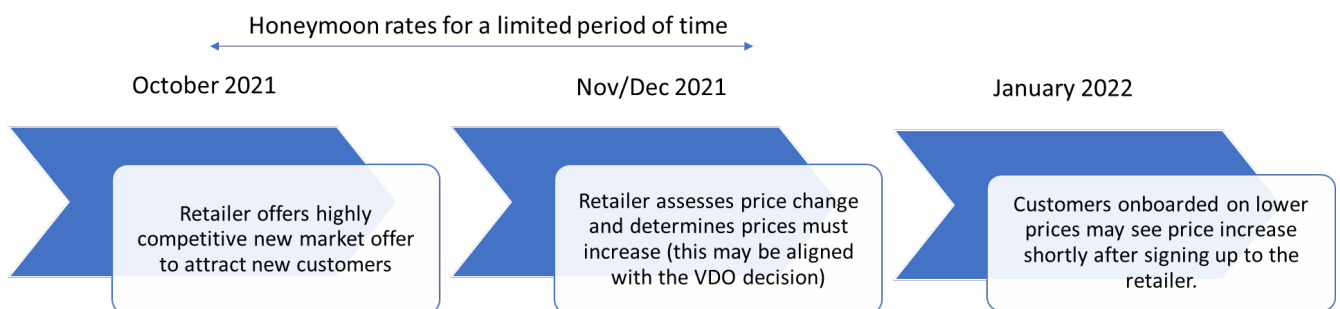 Honeymoon rates for a limited period of time
October 2021
Nov/Dec 2021
January 2022
Retailer offers highly
competitive new market offer
to attract new customers
Retailer assesses price change
and determines prices must
increase (this may be aligned
with the VDO decision)
Customers onboarded on lower
prices may see price increase
shortly after signing up to the
retailer.